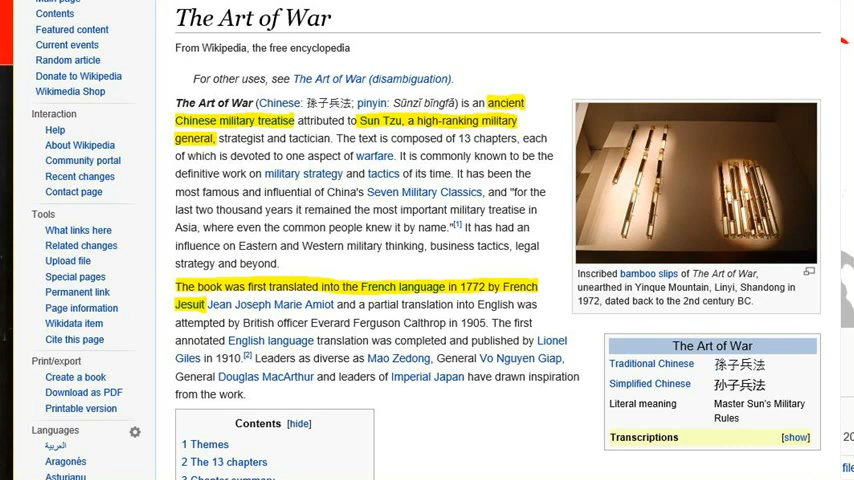 Contents
Featured content
Current events
Random article
Donate to Wikipedia
Wikimedia Shop
Interaction
Help
About Wikipedia
Community portal
Recent changes
Contact page
Tools
What links here
Related changes
Upload file
Special pages
Permanent link
Page information
Wikidata item
Cite this page
Print/export
Create a book
Download as PDF
Printable version
Languages
العربية
Aragonés
Asturianu
The Art of War
From Wikipedia, the free encyclopedia
For other uses, see The Art of War (disambiguation).
The Art of War (Chinese: 孫子兵法; pinyin: Sūnzǐ bīngfǎ) is an ancient
Chinese military treatise attributed to Sun Tzu, a high-ranking military
general, strategist and tactician. The text is composed of 13 chapters, each
of which is devoted to one aspect of warfare. It is commonly known to be the
definitive work on military strategy and tactics of its time. It has been the
most famous and influential of China's Seven Military Classics, and "for the
last two thousand years it remained the most important military treatise in
Asia, where even the common people knew it by name."[1] It has had an
influence on Eastern and Western military thinking, business tactics, legal
strategy and beyond.
The book was first translated into the French language in 1772 by French
Jesuit Jean Joseph Marie Amiot and a partial translation into English was
attempted by British officer Everard Ferguson Calthrop in 1905. The first
annotated English language translation was completed and published by Lionel
Giles in 1910.[2] Leaders as diverse as Mao Zedong, General Vo Nguyen Giap,
General Douglas MacArthur and leaders of Imperial Japan have drawn inspiration
from the work.
Contents [hide]
1 Themes
2 The 13 chapters
3 Chapter summary
Inscribed bamboo slips of The Art of War,
unearthed in Yinque Mountain, Linyi, Shandong in
1972, dated back to the 2nd century BC.
The Art of War
Traditional Chinese 孫子兵法
Simplified Chinese 孙子兵法
Literal meaning Master Sun's Military
Rules
Transcriptions [show]
20
file